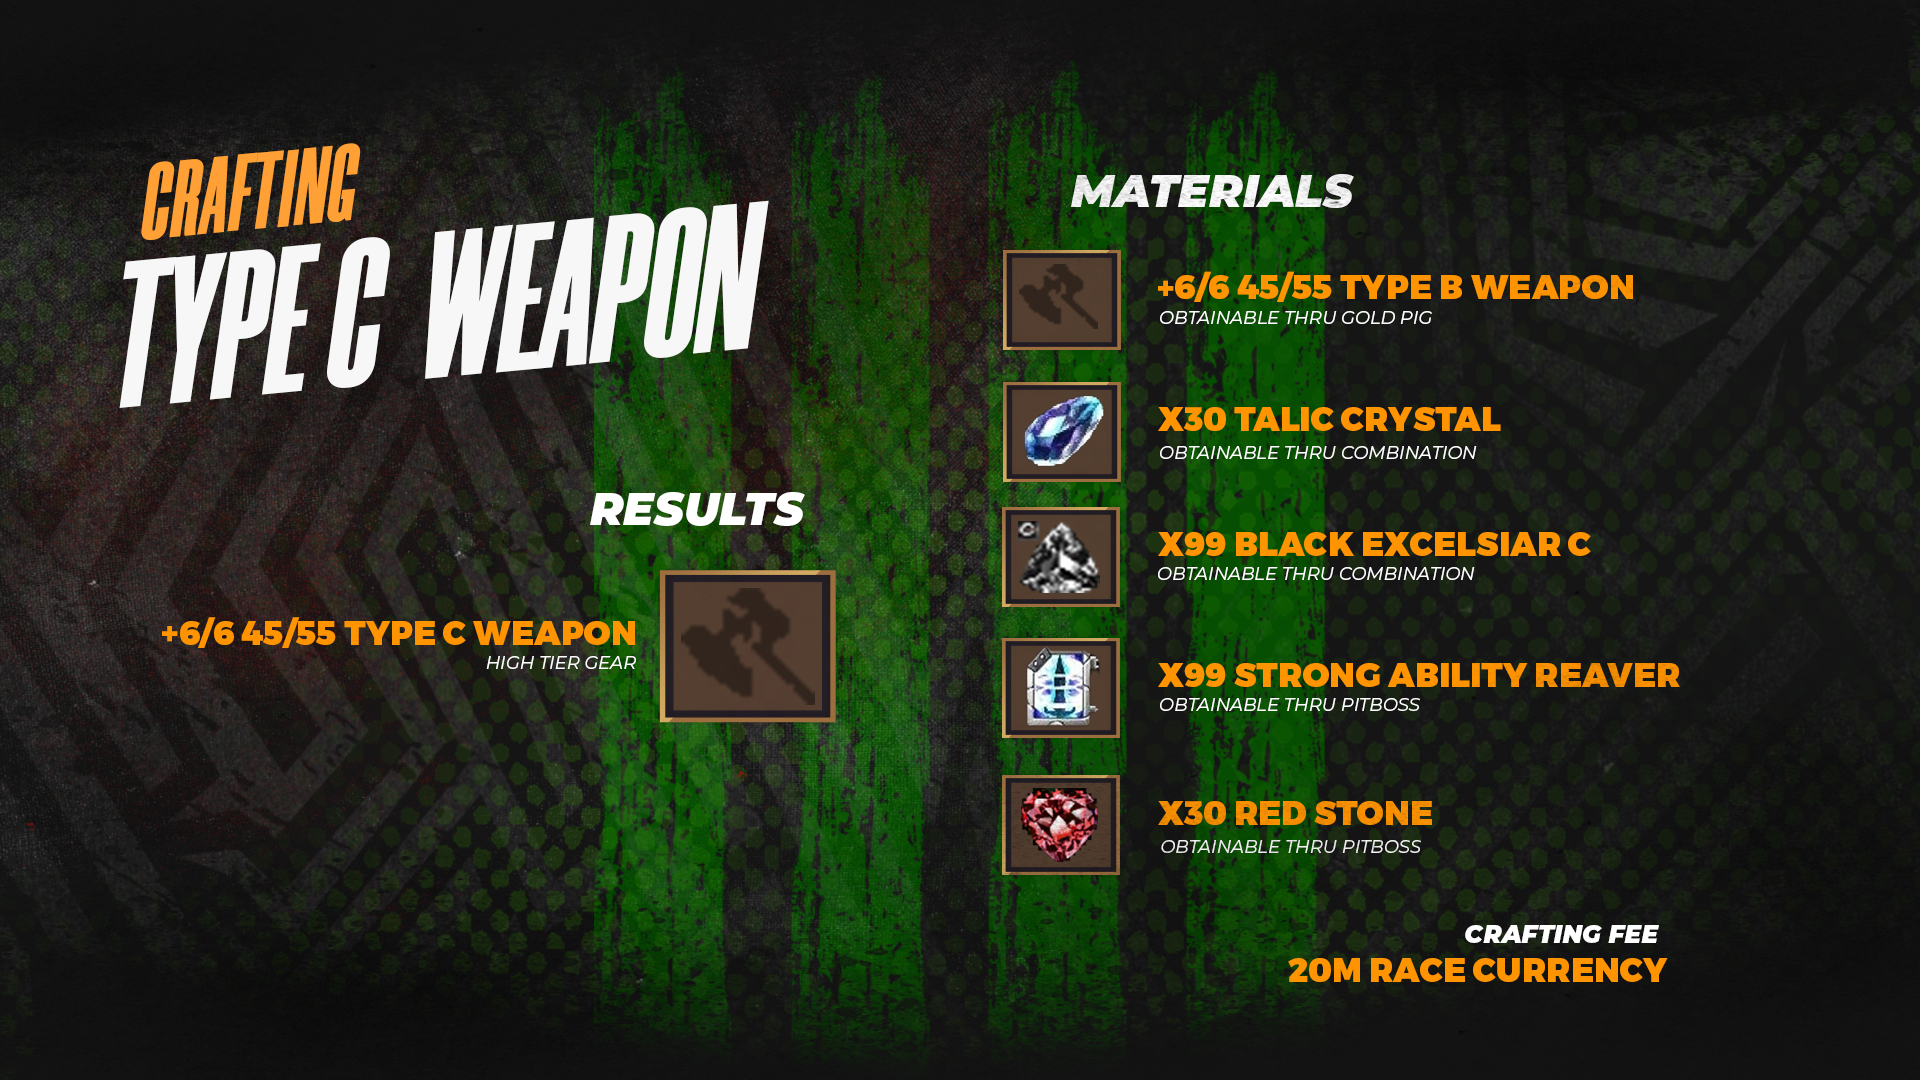 CRAFTING
TYPE C WEAPON
RESULTS
+6/6 45/55 TYPE C WEAPON
HIGH TIER GEAR
MATERIALS
+6/6 45/55 TYPE B WEAPON
OBTAINABLE THRU GOLD PIG
X30 TALIC CRYSTAL
OBTAINABLE THRU COMBINATION
X99 BLACK EXCELSIAR C
OBTAINABLE THRU COMBINATION
X99 STRONG ABILITY REAVER
OBTAINABLE THRU PITBOSS
X30 RED STONE
OBTAINABLE THRU PITBOSS
CRAFTING FEE
20M RACE CURRENCY